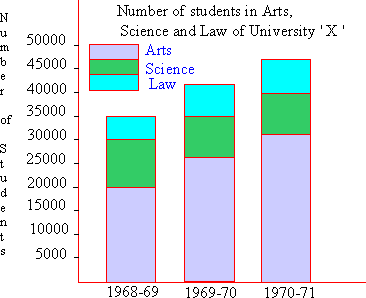 Number of students in Arts,
Science and Law of University ' X '
Number of Students
50000
45000
40000
35000
30000
25000
20000
15000
10000
5000
Arts
Science
Law
1968-69
1969-70
1970-71